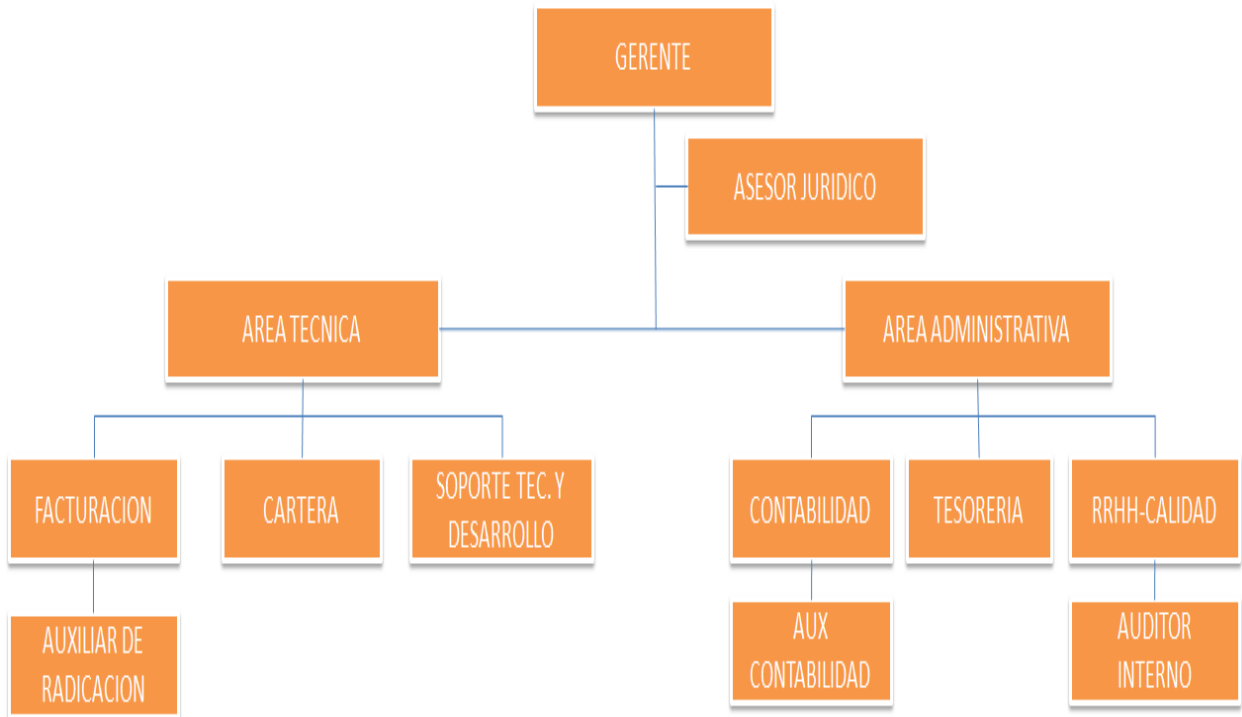 GERENTE
ASESOR JURIDICO
AREA TECNICA
AREA ADMINISTRATIVA
FACTURACION
CARTERA
SOPORTE TEC. Y
DESARROLLO
CONTABILIDAD
TESORERIA
RRHH-CALIDAD
AUXILIAR DE
RADICACION
AUX
CONTABILIDAD
AUDITOR
INTERNO